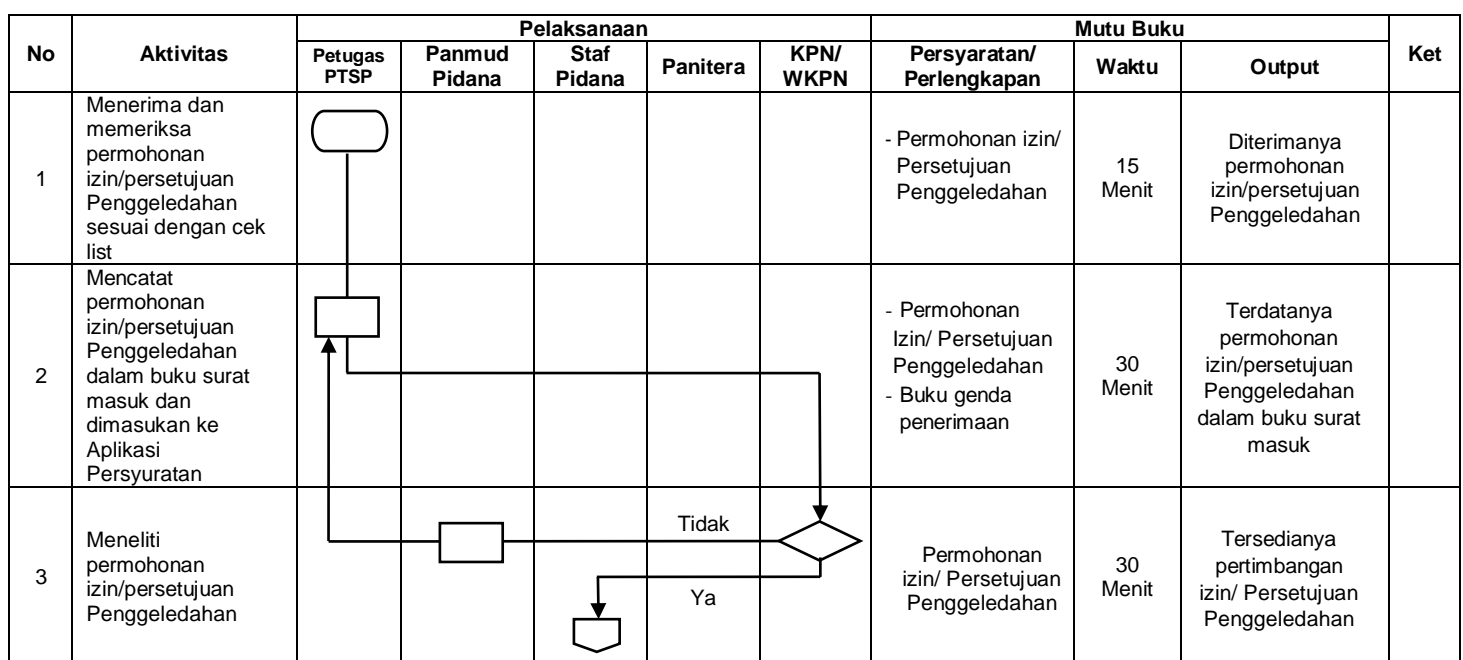 No
Aktivitas
Pelaksanaan
Mutu Buku
Ket
Petugas
PTSP
Panmud
Pidana
Staf
Pidana
Panitera
KPN/
WKPN
Persyaratan/
Perlengkapan
Waktu
Output
1
Menerima dan
memeriksa
permohonan
izin/persetujuan
Penggeledahan
sesuai dengan cek
list
- Permohonan izin/
Persetujuan
Penggeledahan
15
Menit
Diterimanya
permohonan
izin/persetujuan
Penggeledahan
2
Mencatat
permohonan
izin/persetujuan
Penggeledahan
dalam buku surat
masuk dan
dimasukan ke
Aplikasi
Persyuratan
- Permohonan
Izin/ Persetujuan
Penggeledahan
- Buku genda
penerimaan
30
Menit
Terdatanya
permohonan
izin/persetujuan
Penggeledahan
dalam buku surat
masuk
3
Meneliti
permohonan
izin/persetujuan
Penggeledahan
Tidak
Ya
Permohonan
izin/ Persetujuan
Penggeledahan
30
Menit
Tersedianya
pertimbangan
izin/ Persetujuan
Penggeledahan